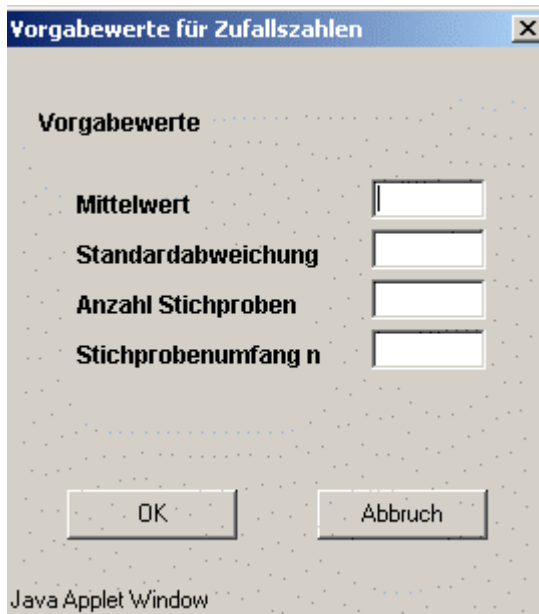 Vorgabewerte für Zufallszahlen
Vorgabewerte
Mittelwert
Standardabweichung
Anzahl Stichproben
Stichprobenumfang n
OK Abbruch
Java Applet Window